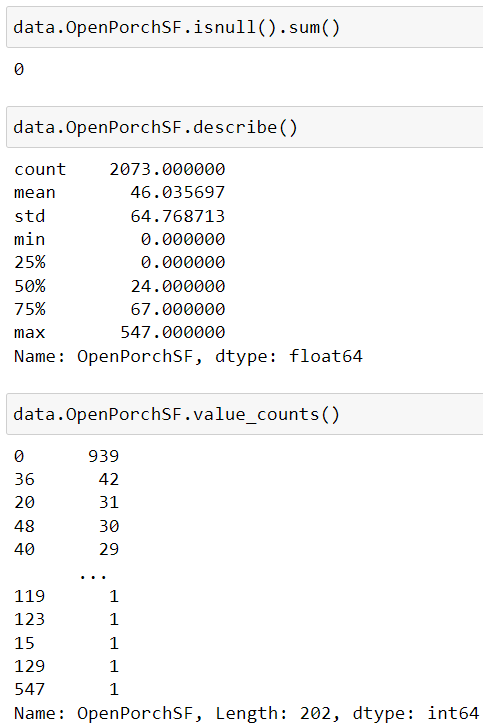 data.OpenPorchSF.isnull().sum()
0
data.OpenPorchSF.describe()
count    2073.000000
mean       46.035697
std        64.768713
min         0.000000
25%         0.000000
50%        24.000000
75%        67.000000
max       547.000000
Name: OpenPorchSF, dtype: float64
data.OpenPorchSF.value_counts()
0      939
36      42
20      31
48      30
40      29
      ...
119      1
123      1
15       1
129      1
547      1
Name: OpenPorchSF, Length: 202, dtype: int64